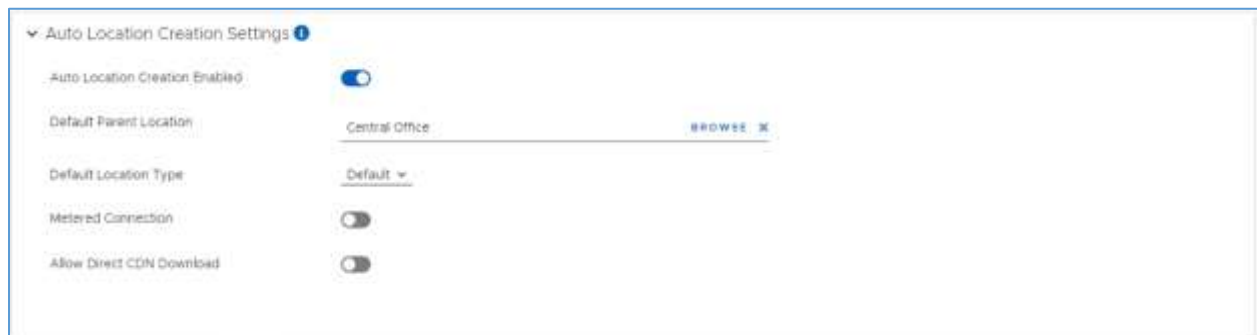 Auto Location Creation Settings i
Auto Location Creation Enabled
Default Parent Location
Central Office BROWSE ×
Default Location Type
Default
Metered Connection
Allow Direct CDN Download